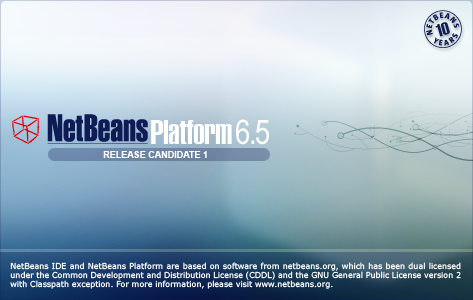 NETBEANS
10
YEARS
NetBeans Platform 6.5
RELEASE CANDIDATE 1
NetBeans IDE and NetBeans Platform are based on software from netbeans.org, which has been dual licensed
under the Common Development and Distribution License (CDDL) and the GNU General Public License version 2
with Classpath exception. For more information, please visit www.netbeans.org.